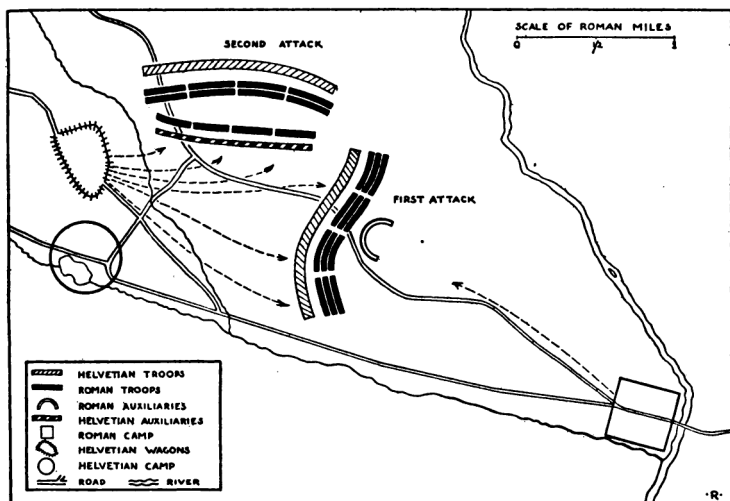 SCALE OF ROMAN MILES
0 1/2 1
SECOND ATTACK
FIRST ATTACK
HELVETIAN TROOPS
ROMAN TROOPS
ROMAN AUXILIARIES
HELVETIAN AUXILIARIES
ROMAN CAMP
HELVETIAN WAGONS
HELVETIAN CAMP
ROAD RIVER
·R·